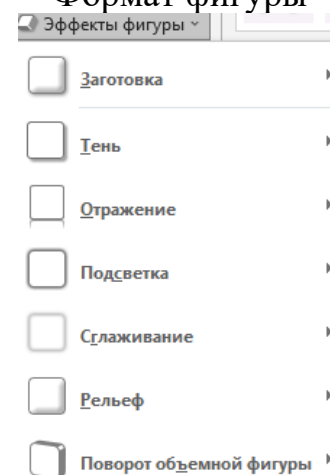 Формат фигуры
Эффекты фигуры
Заготовка
Тень
Отражение
Подсветка
Сглаживание
Рельеф
Поворот объемной фигуры